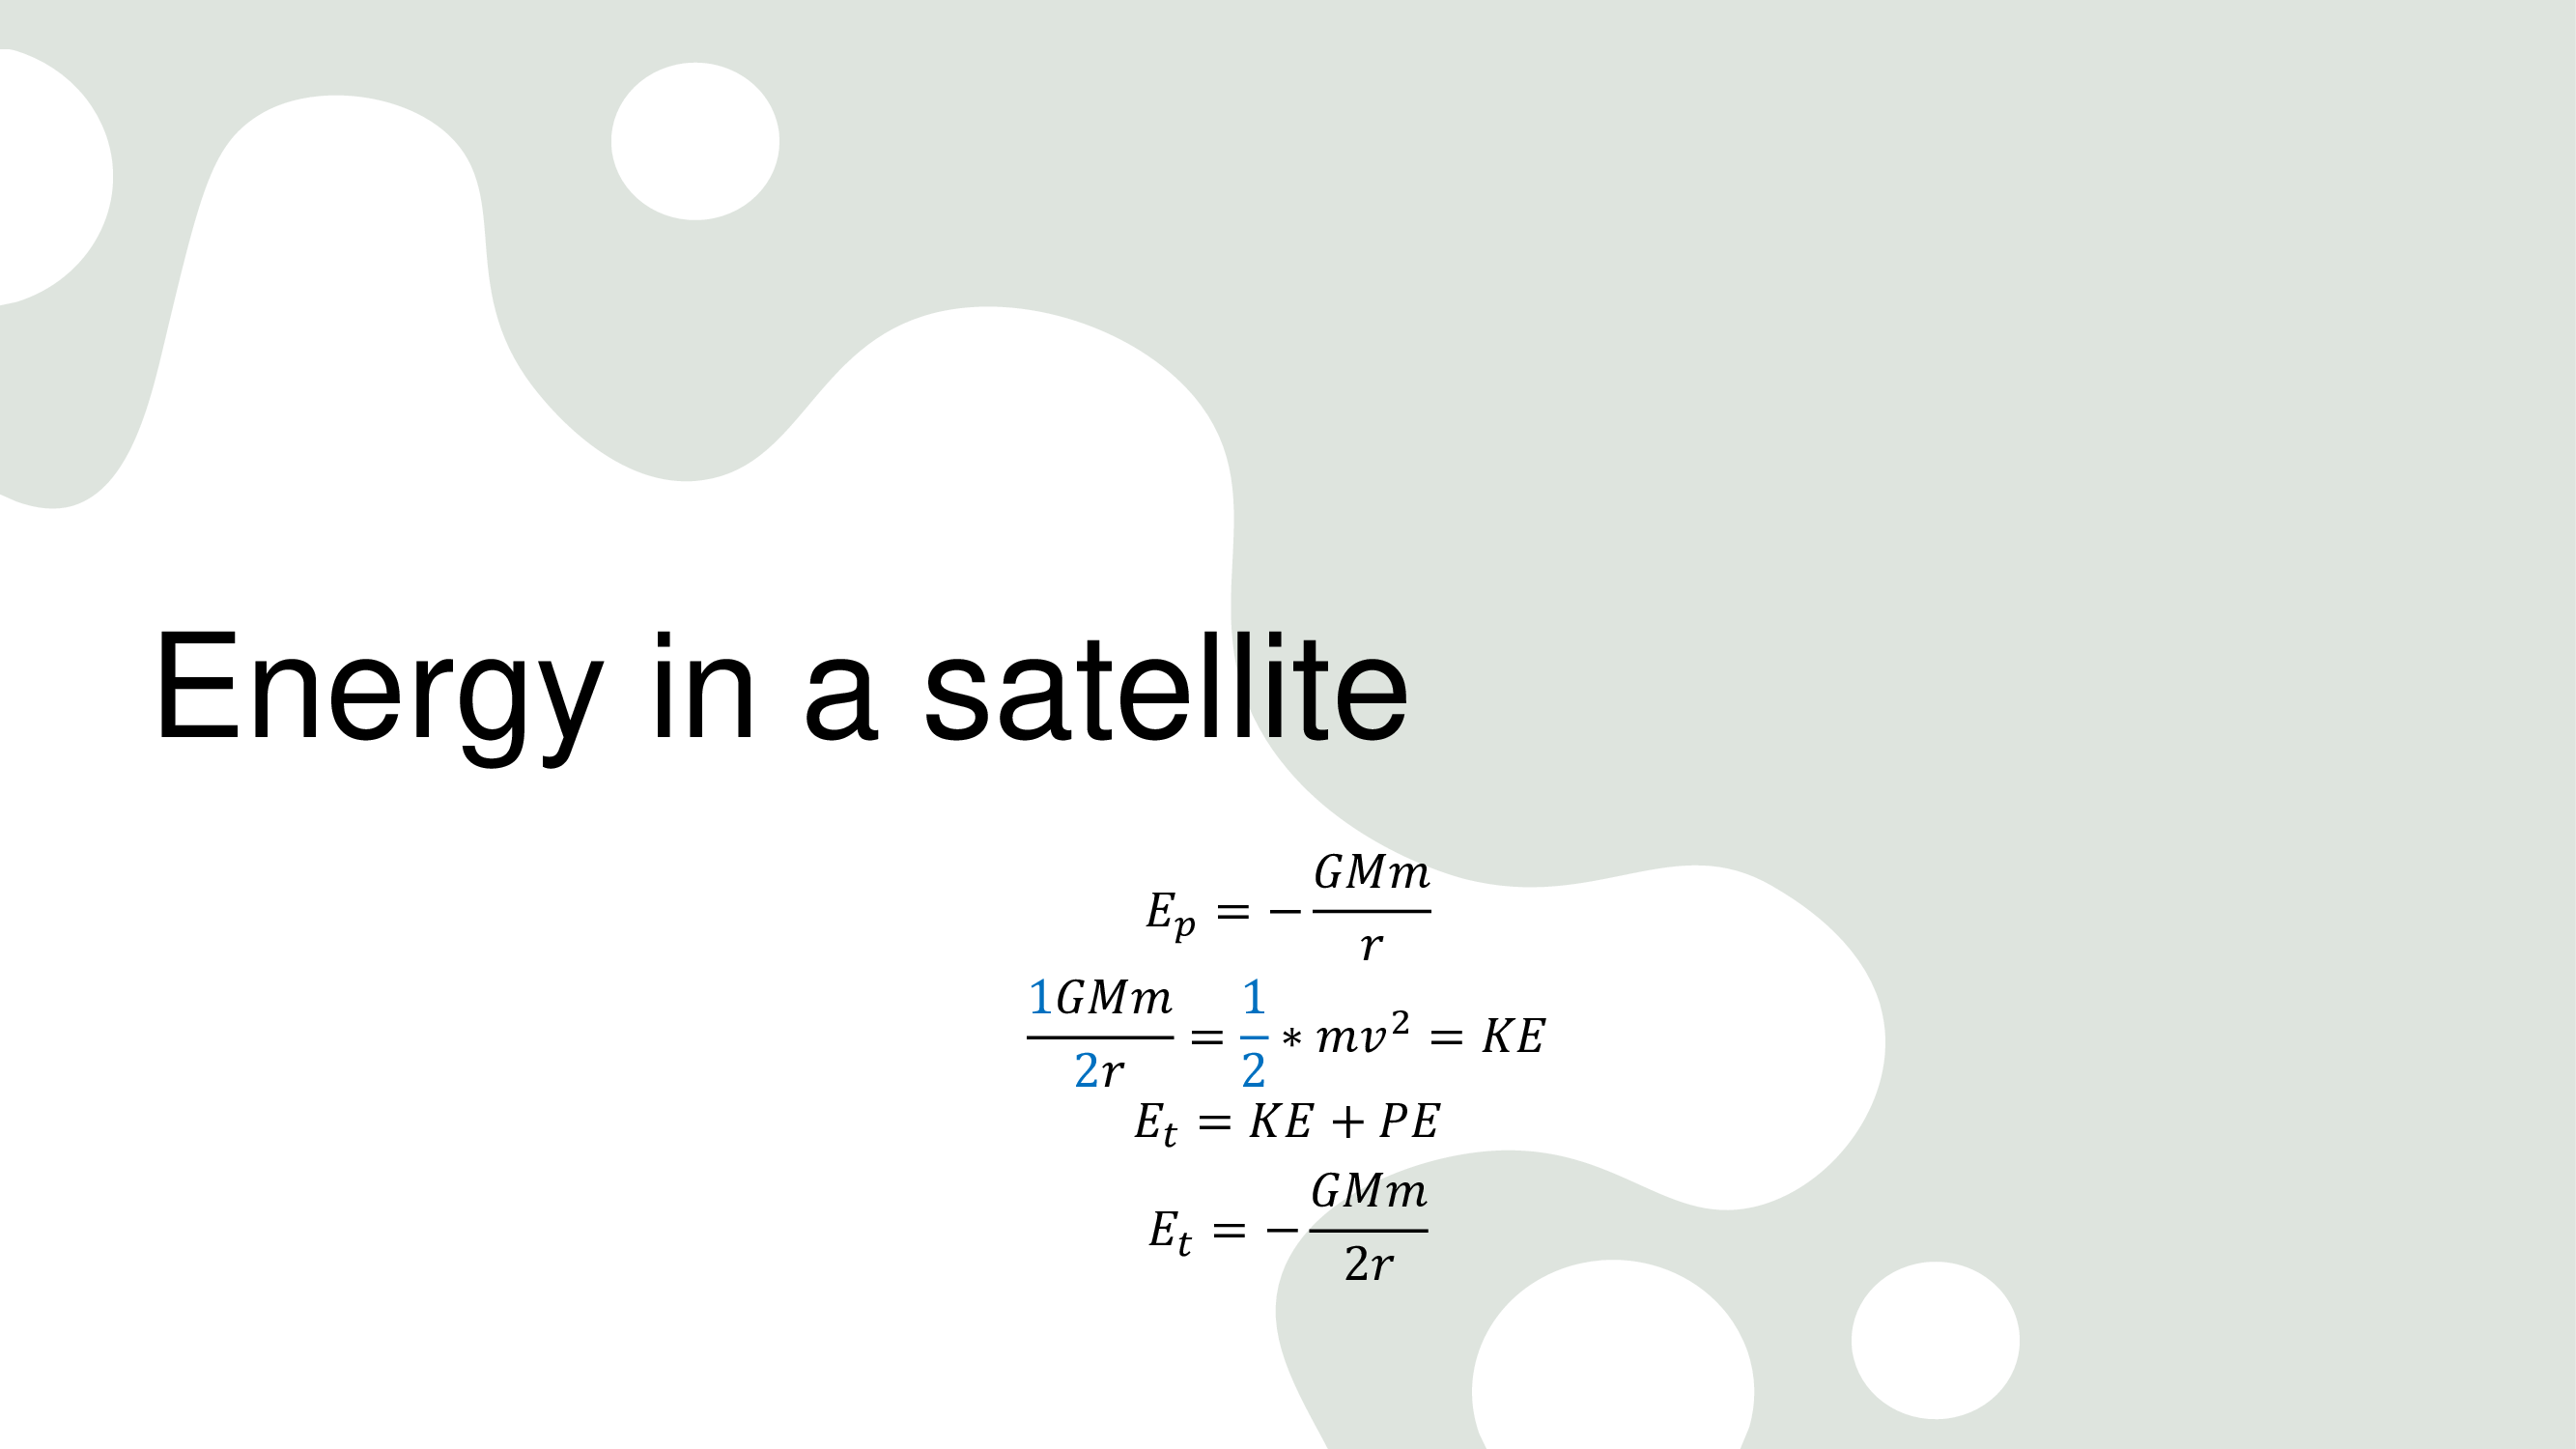 Energy in a satellite
E_p = -\frac{GMm}{r}
\frac{1GMm}{2r} = \frac{1}{2} * mv^2 = KE
E_t = KE + PE
E_t = -\frac{GMm}{2r}